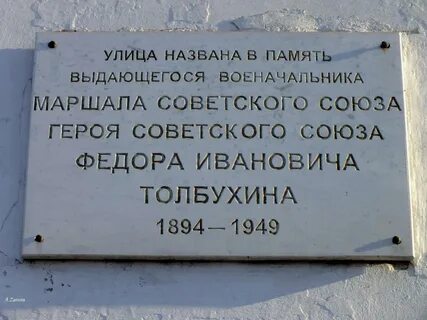 УЛИЦА НАЗВАНА В ПАМЯТЬ
ВЫДАЮЩЕГОСЯ ВОЕНАЧАЛЬНИКА
МАРШАЛА СОВЕТСКОГО СОЮЗА
ГЕРОЯ СОВЕТСКОГО СОЮЗА
ФЕДОРА ИВАНОВИЧА
ТОЛБУХИНА
1894 — 1949